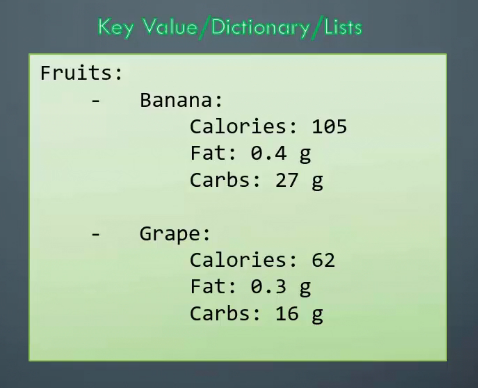 Key Value/Dictionary/Lists
Fruits:
- Banana:
Calories: 105
Fat: 0.4 g
Carbs: 27 g
- Grape:
Calories: 62
Fat: 0.3 g
Carbs: 16 g